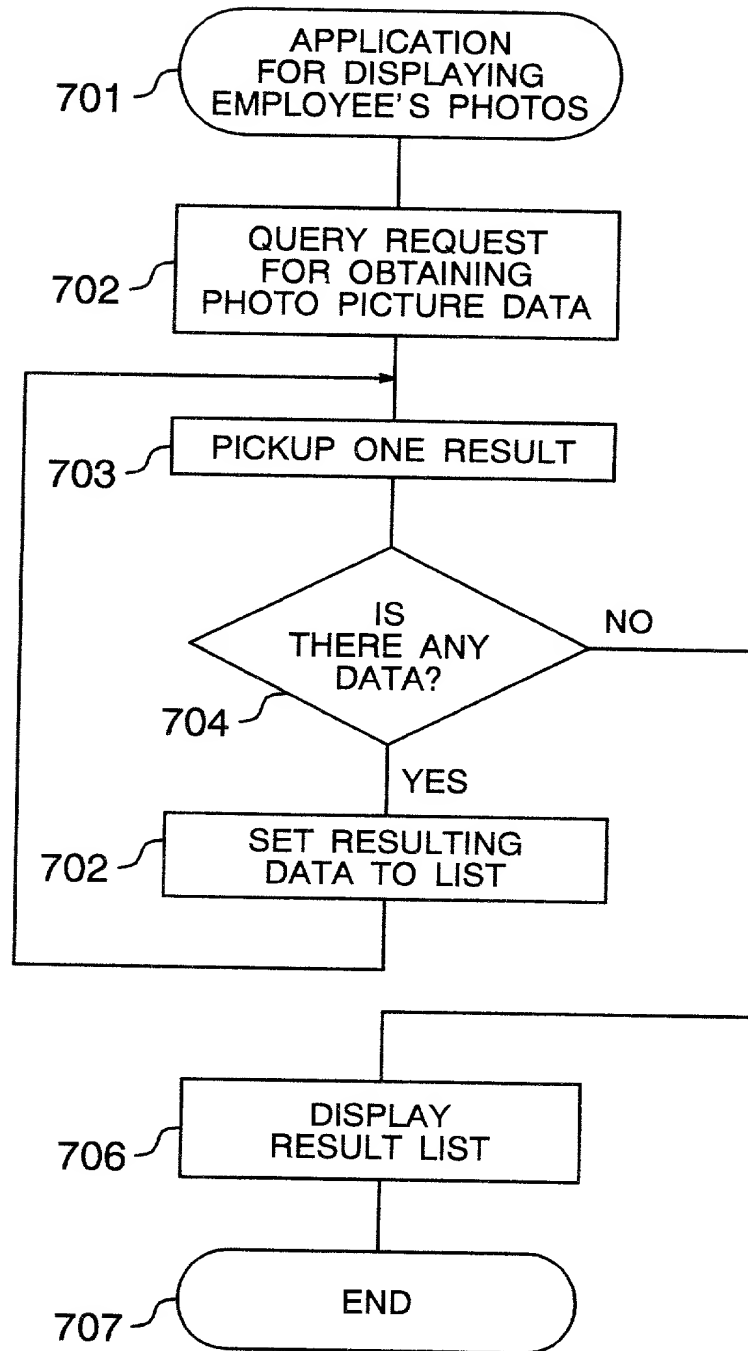 APPLICATION
FOR DISPLAYING
EMPLOYEE'S PHOTOS
701
QUERY REQUEST
FOR OBTAINING
PHOTO PICTURE DATA
702
PICKUP ONE RESULT
703
IS
THERE ANY
DATA?
NO
704
YES
SET RESULTING
DATA TO LIST
702
DISPLAY
RESULT LIST
706
END
707